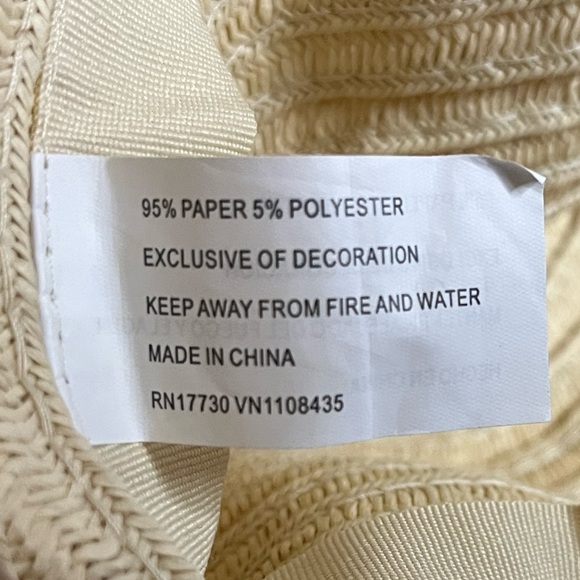 95% PAPER 5% POLYESTER
EXCLUSIVE OF DECORATION
KEEP AWAY FROM FIRE AND WATER
MADE IN CHINA
RN17730 VN1108435